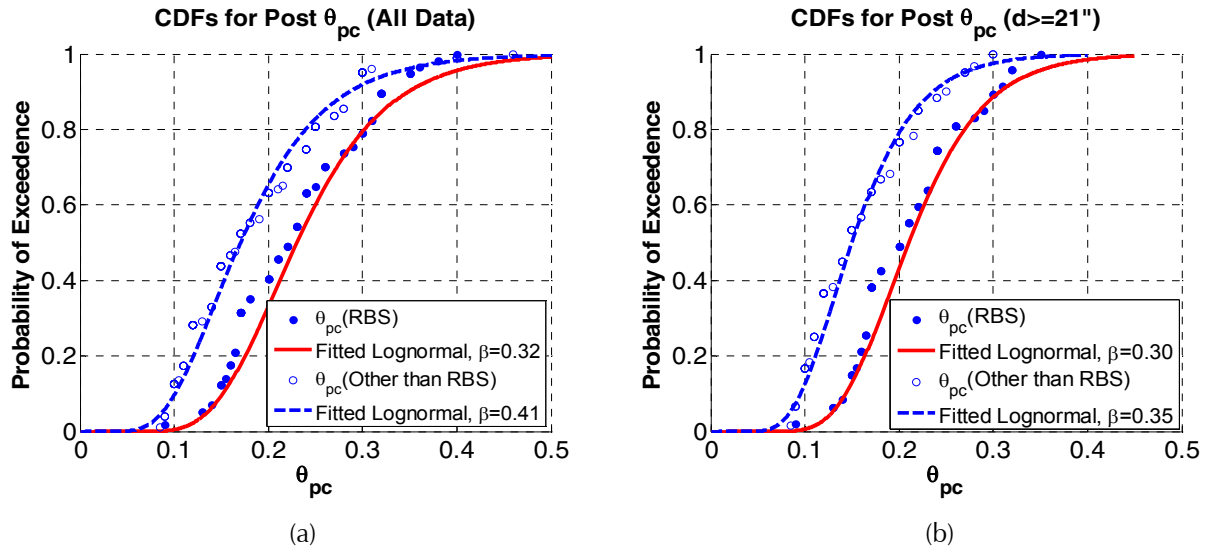 CDFs for Post θpc (All Data)
Probability of Exceedence
1
0.8
0.6
0.4
0.2
0
0
0.1
0.2
0.3
0.4
0.5
θpc(RBS)
Fitted Lognormal, β=0.32
θpc(Other than RBS)
Fitted Lognormal, β=0.41
θpc
(a)
CDFs for Post θpc (d>=21")
Probability of Exceedence
1
0.8
0.6
0.4
0.2
0
0
0.1
0.2
0.3
0.4
0.5
θpc(RBS)
Fitted Lognormal, β=0.30
θpc(Other than RBS)
Fitted Lognormal, β=0.35
θpc
(b)